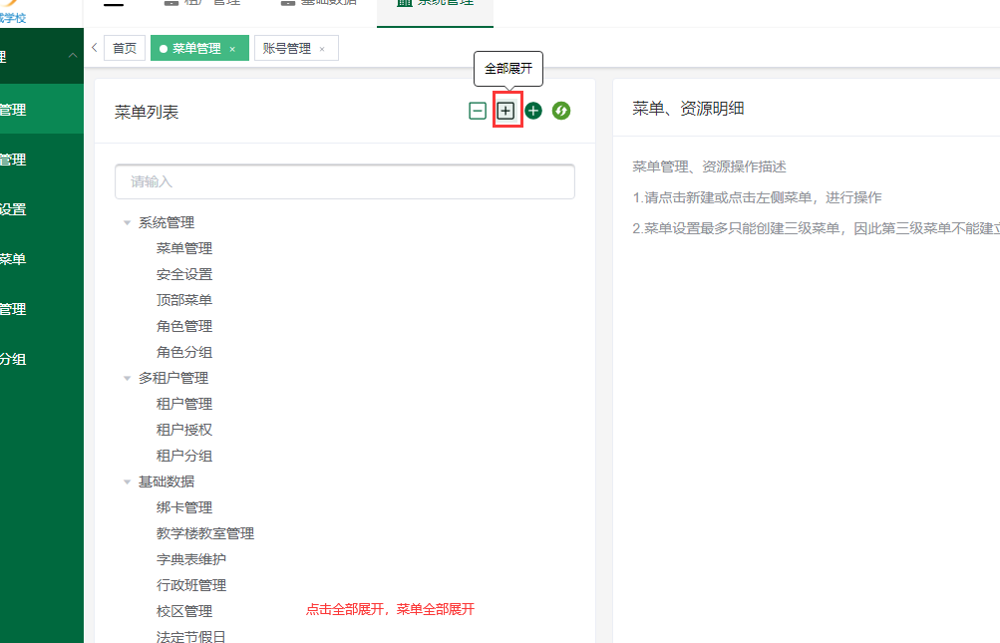 成学校
租户管理
基础数据
系统管理
理
首页
菜单管理 ×
账号管理 ×
全部展开
管理
管理
设置
菜单
管理
分组
菜单列表
请输入
系统管理
菜单管理
安全设置
顶部菜单
角色管理
角色分组
多租户管理
租户管理
租户授权
租户分组
基础数据
绑卡管理
教学楼教室管理
字典表维护
行政班管理
校区管理
法定节假日
点击全部展开，菜单全部展开
菜单、资源明细
菜单管理、资源操作描述
1.请点击新建或点击左侧菜单，进行操作
2.菜单设置最多只能创建三级菜单，因此第三级菜单不能建立